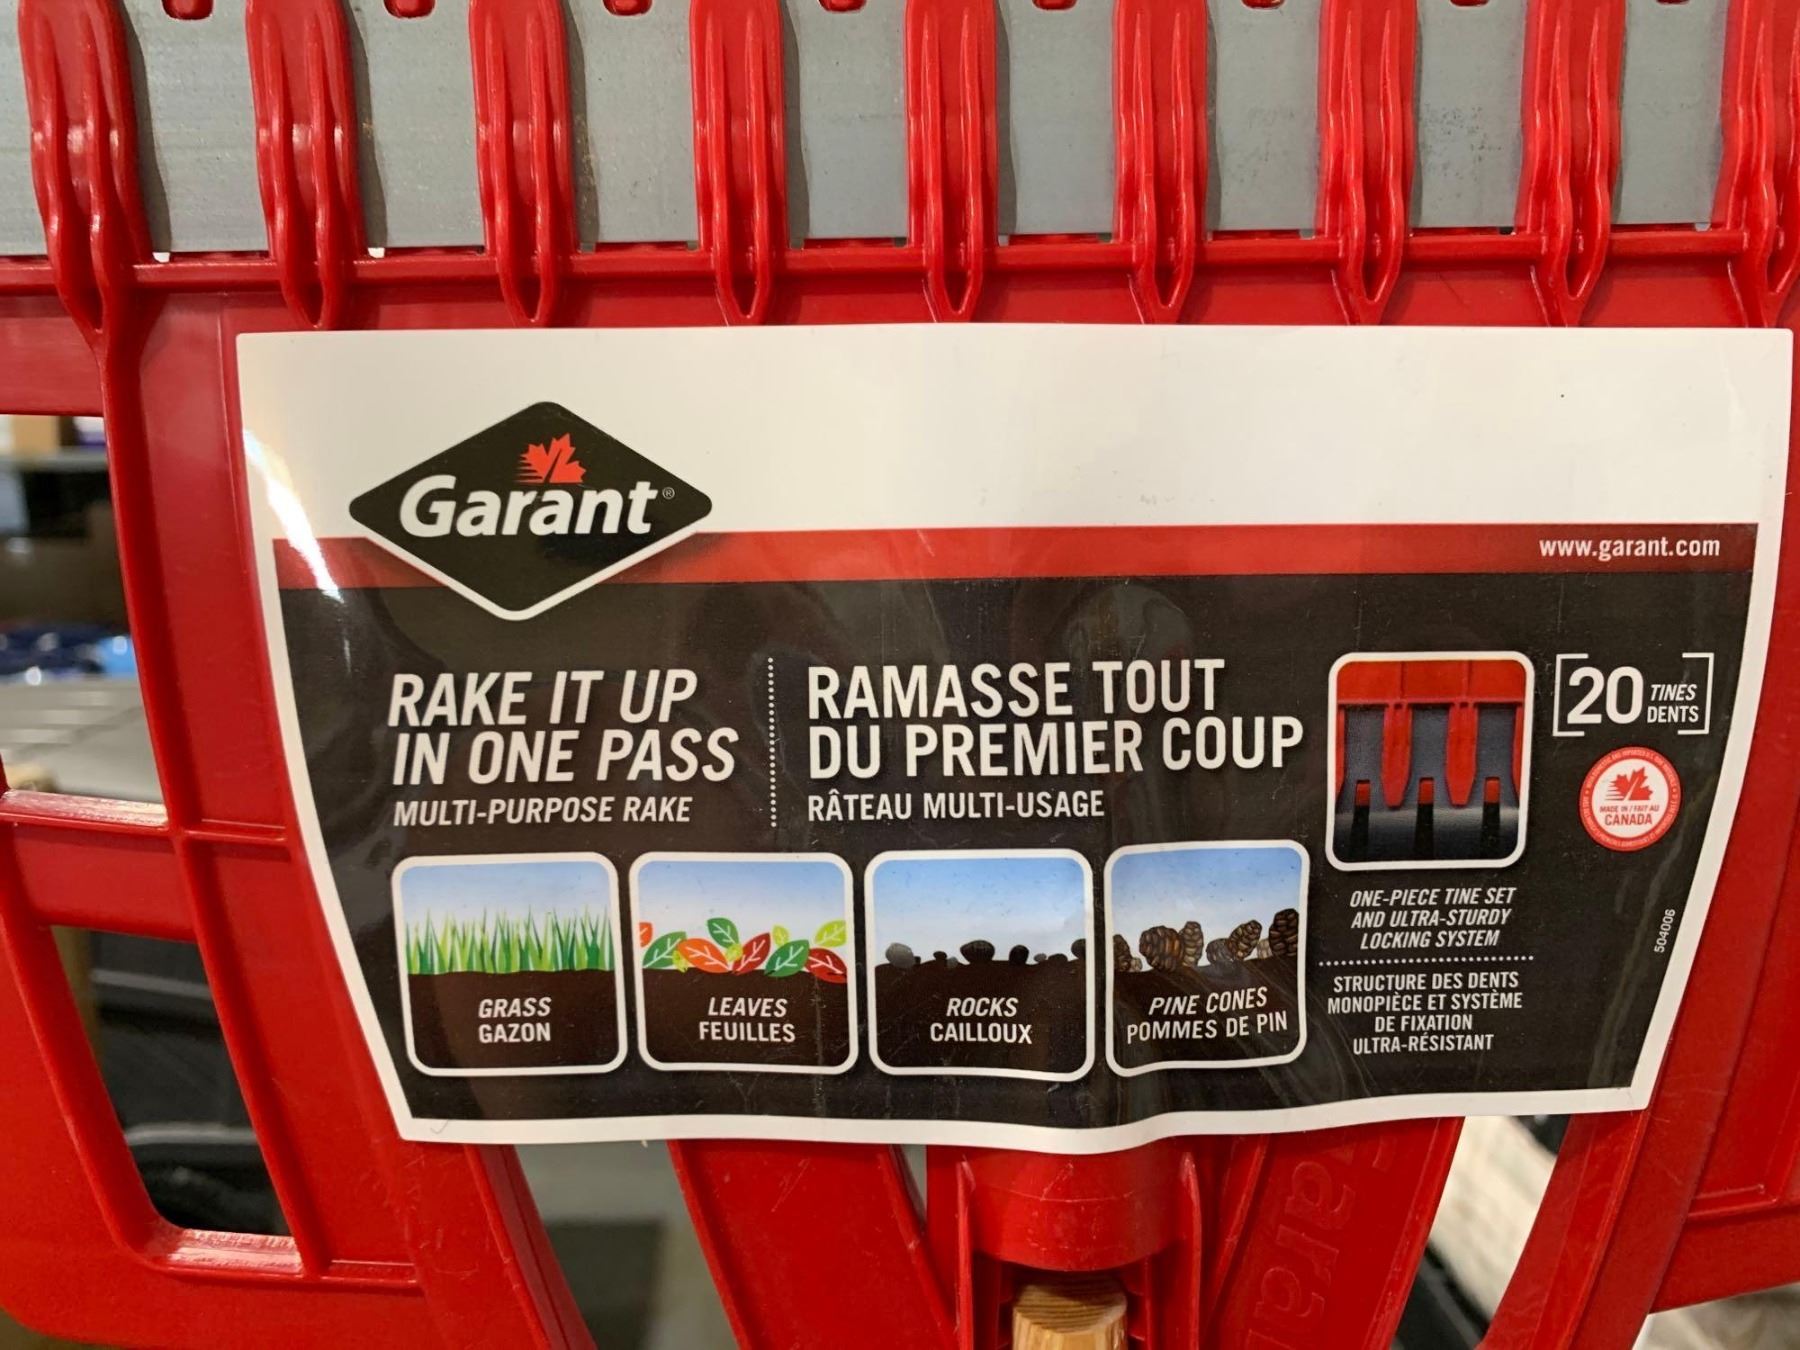 Garant®
www.garant.com
RAKE IT UP
IN ONE PASS
MULTI-PURPOSE RAKE
RAMASSE TOUT
DU PREMIER COUP
RÂTEAU MULTI-USAGE
20 TINES
DENTS
MADE IN / FAIT AU
CANADA
GRASS
GAZON
LEAVES
FEUILLES
ROCKS
CAILLOUX
PINE CONES
POMMES DE PIN
ONE-PIECE TINE SET
AND ULTRA-STURDY
LOCKING SYSTEM
STRUCTURE DES DENTS
MONOPIÈCE ET SYSTÈME
DE FIXATION
ULTRA-RÉSISTANT
504006